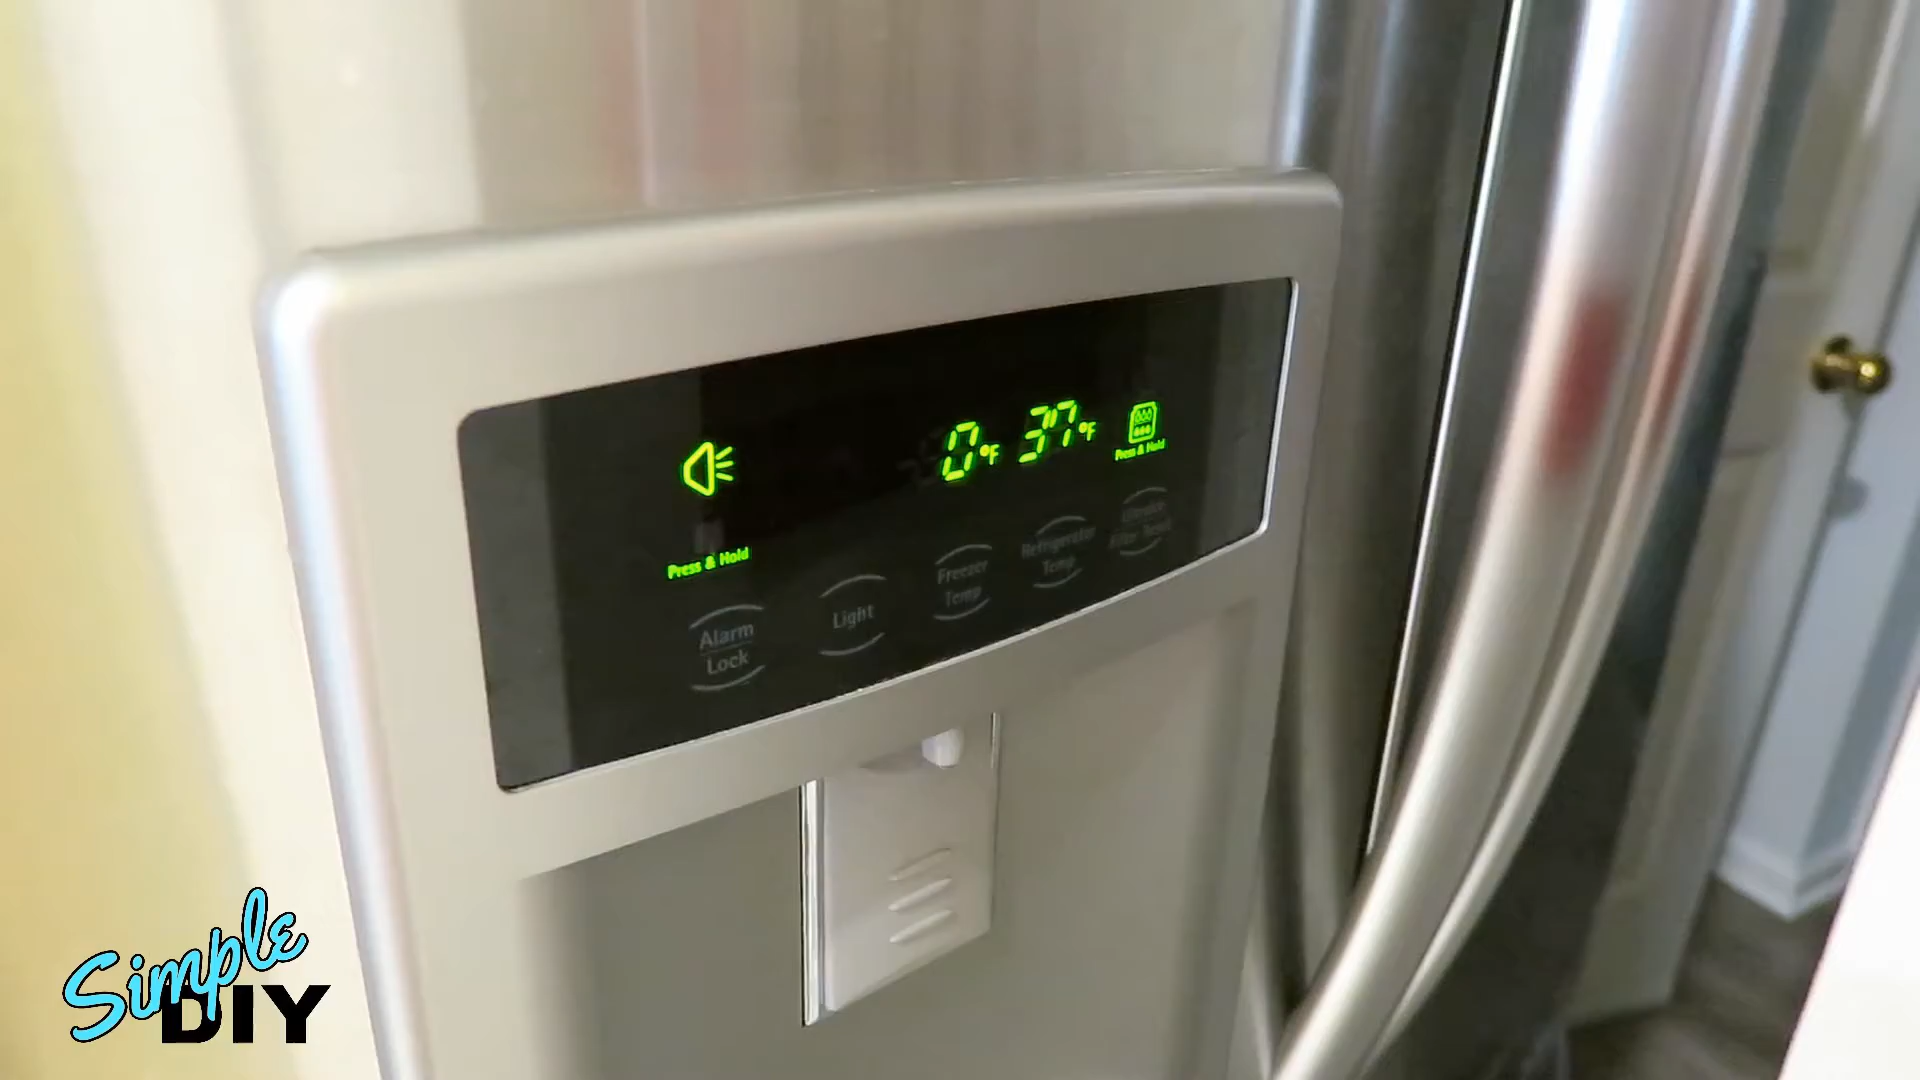 0°F 37°F
Press & Hold
Press & Hold
Alarm
Lock
Light
Freezer
Temp
Refrigerator
Temp
Simple
DIY